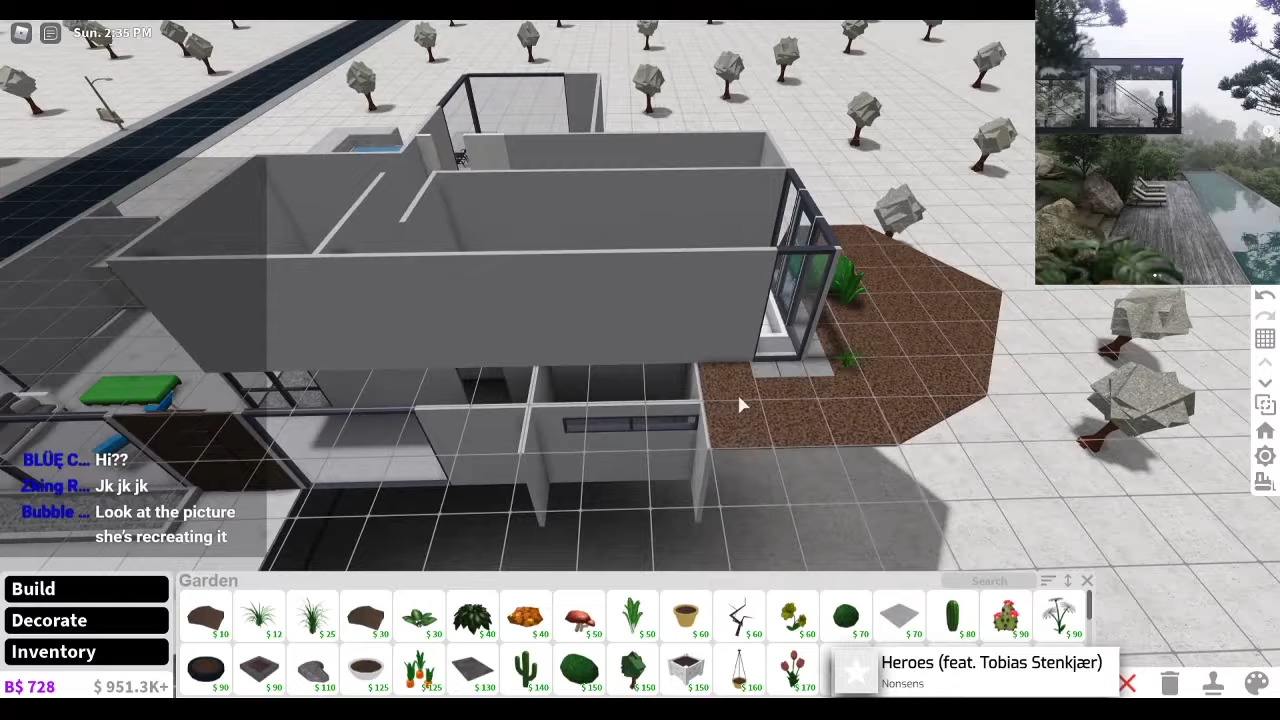 Sun. 2:35 PM
BLÜĘ C... Hi??
Zking R... Jk jk jk
Bubble ... Look at the picture
she's recreating it
Build
Decorate
Inventory
B$ 728 $ 951.3K+
Garden
Search
$10 $12 $25 $30 $30 $40 $40 $50 $50 $60 $60 $60 $70 $70 $80 $90 $90
$90 $90 $110 $125 $125 $130 $140 $150 $150 $150 $160 $170
Heroes (feat. Tobias Stenkjær)
Nonsens